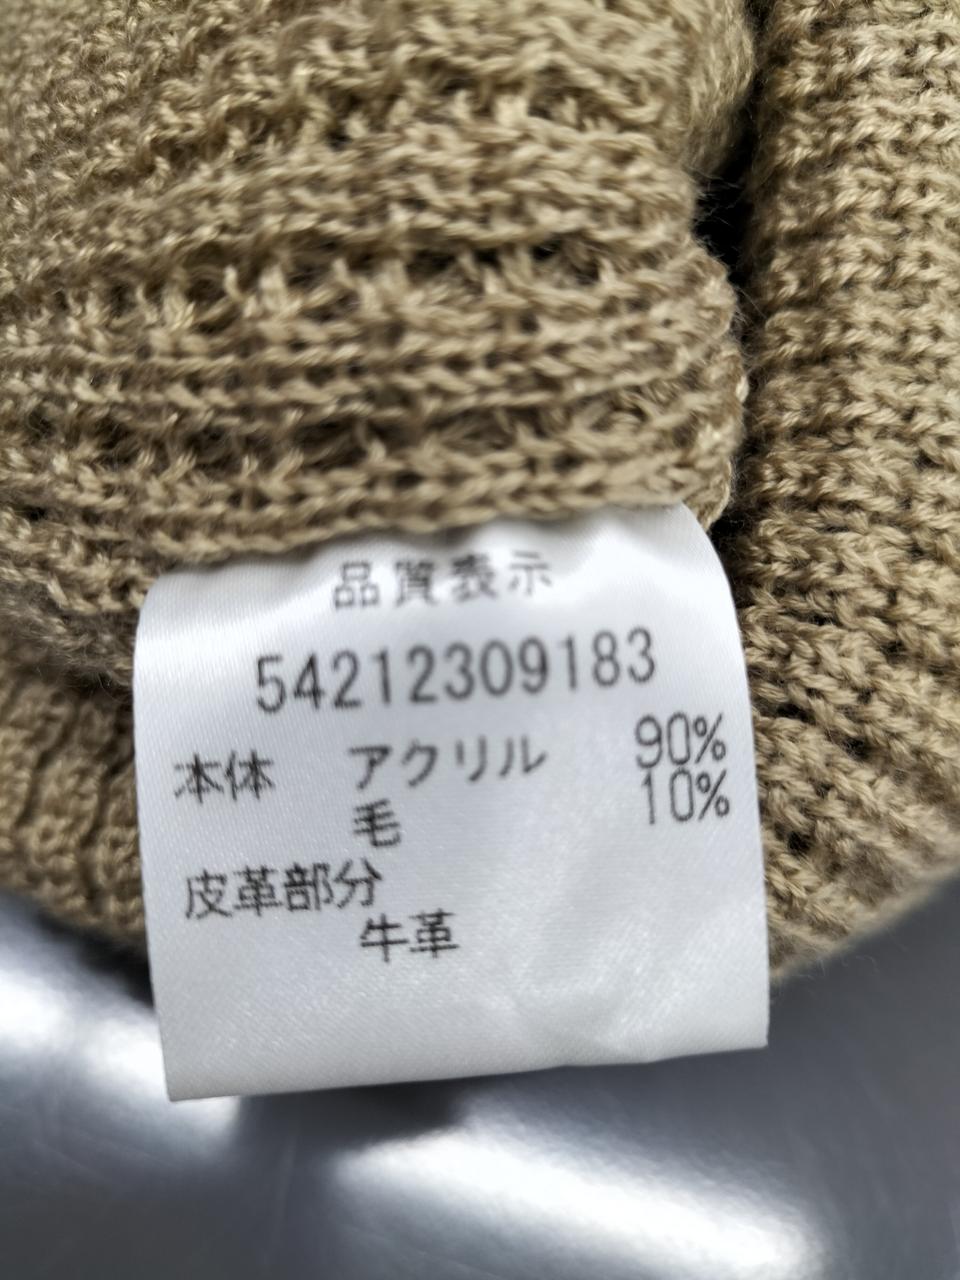 品質表示
54212309183
本体 アクリル 90%
毛 10%
皮革部分
牛革